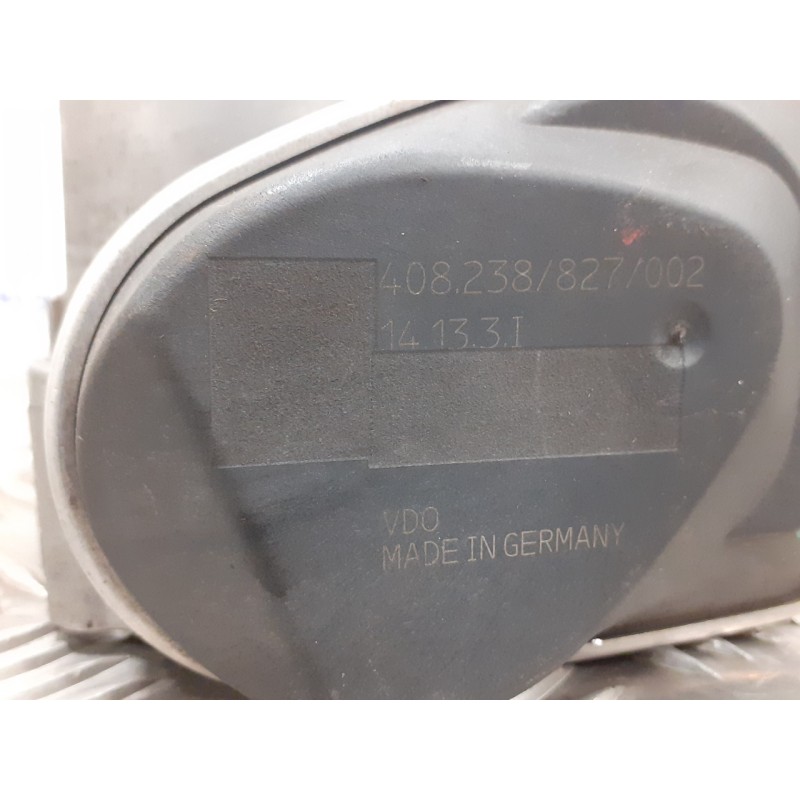 408.238/827/002
14 13.3.I
VDO
MADE IN GERMANY